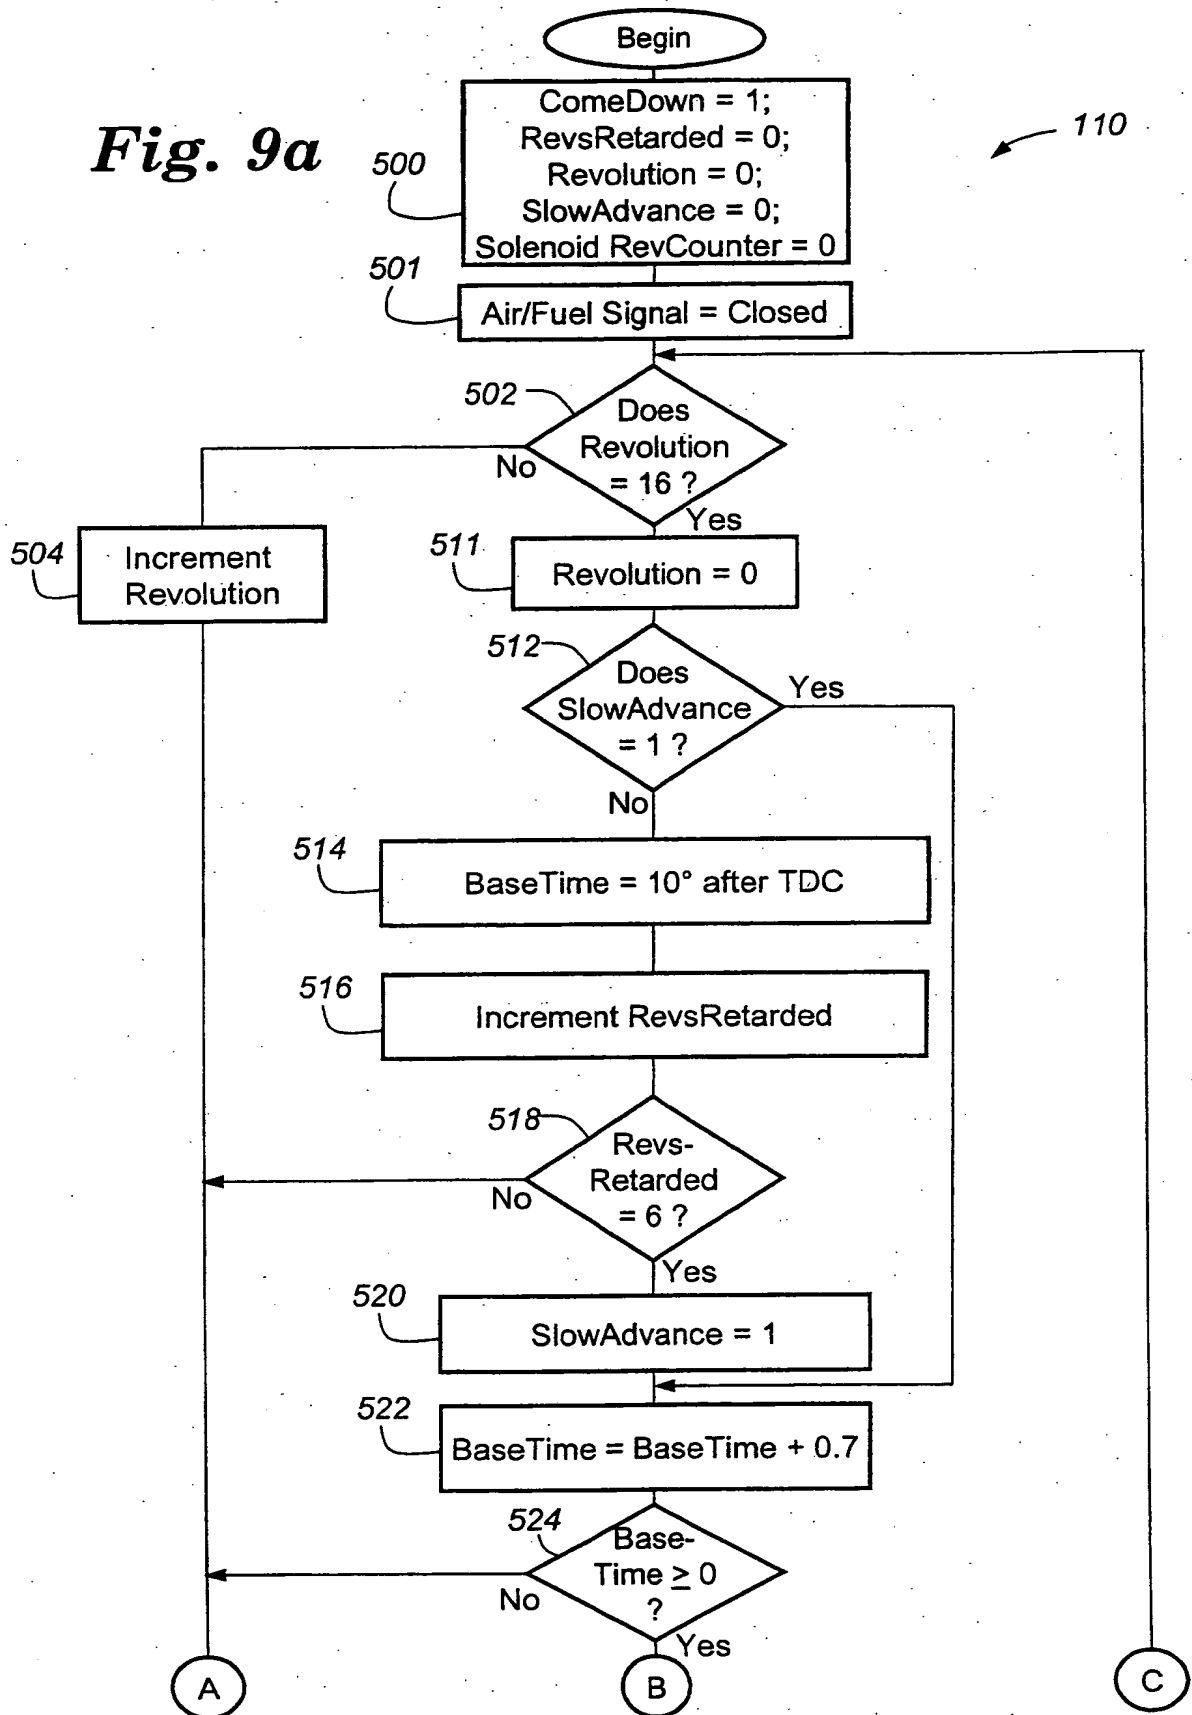 Begin
Fig. 9a
110
500
ComeDown = 1;
RevsRetarded = 0;
Revolution = 0;
SlowAdvance = 0;
Solenoid RevCounter = 0
501
Air/Fuel Signal = Closed
502
Does
Revolution
= 16 ?
No
Yes
504
Increment
Revolution
511
Revolution = 0
512
Does
SlowAdvance
= 1 ?
Yes
No
514
BaseTime = 10° after TDC
516
Increment RevsRetarded
518
Revs-
Retarded
= 6 ?
No
Yes
520
SlowAdvance = 1
522
BaseTime = BaseTime + 0.7
524
Base-
Time ≥ 0
?
No
Yes
A
B
C